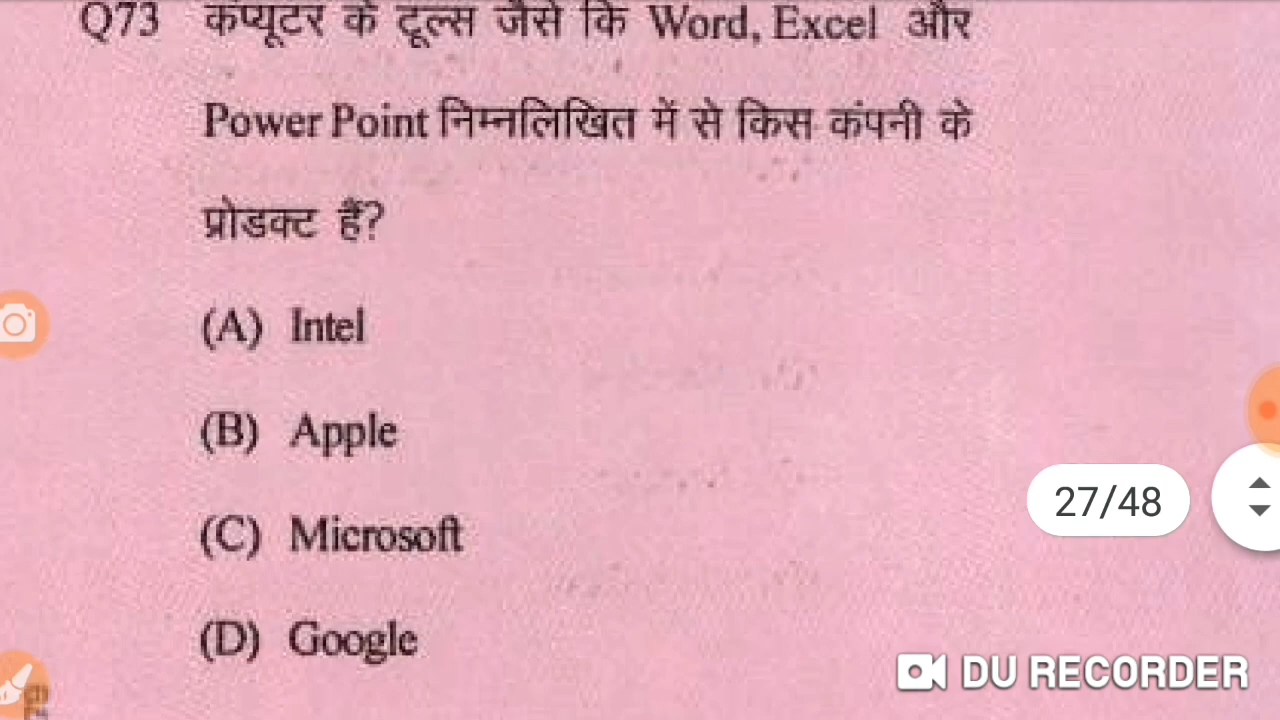 Q73 कंप्यूटर के टूल्स जैसे कि Word, Excel और
Power Point निम्नलिखित में से किस कंपनी के
प्रोडक्ट हैं?
(A) Intel
(B) Apple
(C) Microsoft
(D) Google
27/48
DU RECORDER